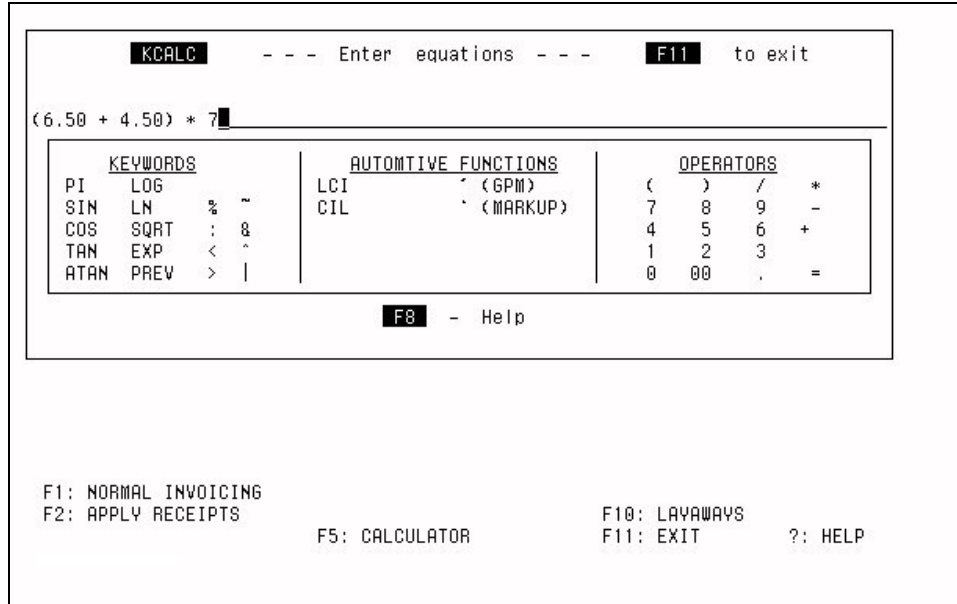 KCALC - - - Enter equations - - - F11 to exit
(6.50 + 4.50) * 7
KEYWORDS AUTOMTIVE FUNCTIONS OPERATORS
PI LOG LCI ´ (GPM) ( ) / *
SIN LN % ~ CIL ` (MARKUP) 7 8 9 -
COS SQRT : & 4 5 6 +
TAN EXP < ^ 1 2 3
ATAN PREV > | 0 00 . =
F8 - Help
F1: NORMAL INVOICING
F2: APPLY RECEIPTS F10: LAYAWAYS
F5: CALCULATOR F11: EXIT ?: HELP